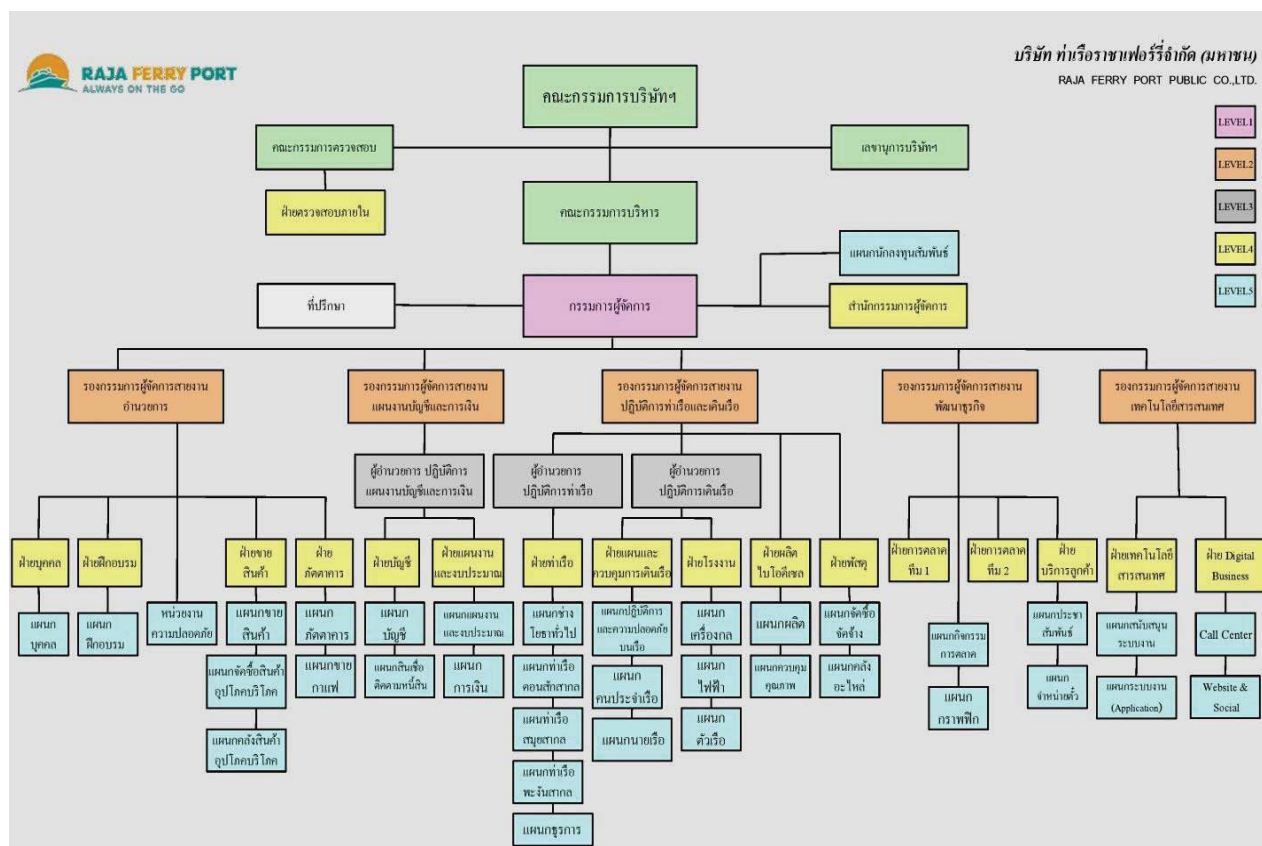 RAJA FERRY PORT
ALWAYS ON THE GO
บริษัท ท่าเรือราชาเฟอร์รี่จำกัด (มหาชน)
RAJA FERRY PORT PUBLIC CO.,LTD.
LEVEL1
LEVEL2
LEVEL3
LEVEL4
LEVEL5
คณะกรรมการบริษัทฯ
คณะกรรมการตรวจสอบ
เลขานุการบริษัทฯ
ฝ่ายตรวจสอบภายใน
คณะกรรมการบริหาร
แผนกนักลงทุนสัมพันธ์
ที่ปรึกษา
กรรมการผู้จัดการ
สำนักกรรมการผู้จัดการ
รองกรรมการผู้จัดการสายงาน
อำนวยการ
รองกรรมการผู้จัดการสายงาน
แผนงานบัญชีและการเงิน
รองกรรมการผู้จัดการสายงาน
ปฏิบัติการท่าเรือและเดินเรือ
รองกรรมการผู้จัดการสายงาน
พัฒนาธุรกิจ
รองกรรมการผู้จัดการสายงาน
เทคโนโลยีสารสนเทศ
ผู้อำนวยการ ปฏิบัติการ
แผนงานบัญชีและการเงิน
ผู้อำนวยการ
ปฏิบัติการท่าเรือ
ผู้อำนวยการ
ปฏิบัติการเดินเรือ
ฝ่ายบุคคล
ฝ่ายฝึกอบรม
ฝ่ายขาย
สินค้า
ฝ่าย
ภัตตาคาร
ฝ่ายบัญชี
ฝ่ายแผนงาน
และงบประมาณ
ฝ่ายท่าเรือ
ฝ่ายแผนและ
ควบคุมการเดินเรือ
ฝ่ายโรงงาน
ฝ่ายผลิต
ไบโอดีเซล
ฝ่ายพัสดุ
ฝ่ายการตลาด
ทีม 1
ฝ่ายการตลาด
ทีม 2
ฝ่าย
บริการลูกค้า
ฝ่ายเทคโนโลยี
สารสนเทศ
ฝ่าย Digital
Business
แผนก
บุคคล
แผนก
ฝึกอบรม
หน่วยงาน
ความปลอดภัย
แผนกขาย
สินค้า
แผนก
ภัตตาคาร
แผนก
บัญชี
แผนกแผนงาน
และงบประมาณ
แผนกช่าง
โยธาทั่วไป
แผนกปฏิบัติการ
และความปลอดภัย
บนเรือ
แผนก
เครื่องกล
แผนกผลิต
แผนกจัดซื้อ
จัดจ้าง
แผนกกิจกรรม
การตลาด
แผนกประชา
สัมพันธ์
แผนกสนับสนุน
ระบบงาน
Call Center
แผนกจัดซื้อสินค้า
อุปโภคบริโภค
แผนกขาย
กาแฟ
แผนกสินเชื่อ
ติดตามหนี้สิน
แผนก
การเงิน
แผนกท่าเรือ
ดอนสักสากล
แผนก
คนประจำเรือ
แผนก
ไฟฟ้า
แผนกควบคุม
คุณภาพ
แผนกคลัง
อะไหล่
แผนก
กราฟฟิก
แผนก
จำหน่ายตั๋ว
แผนกระบบงาน
(Application)
Website &
Social
แผนกคลังสินค้า
อุปโภคบริโภค
แผนกท่าเรือ
สมุยสากล
แผนกนายเรือ
แผนก
ตัวเรือ
แผนกท่าเรือ
พะงันสากล
แผนกธุรการ